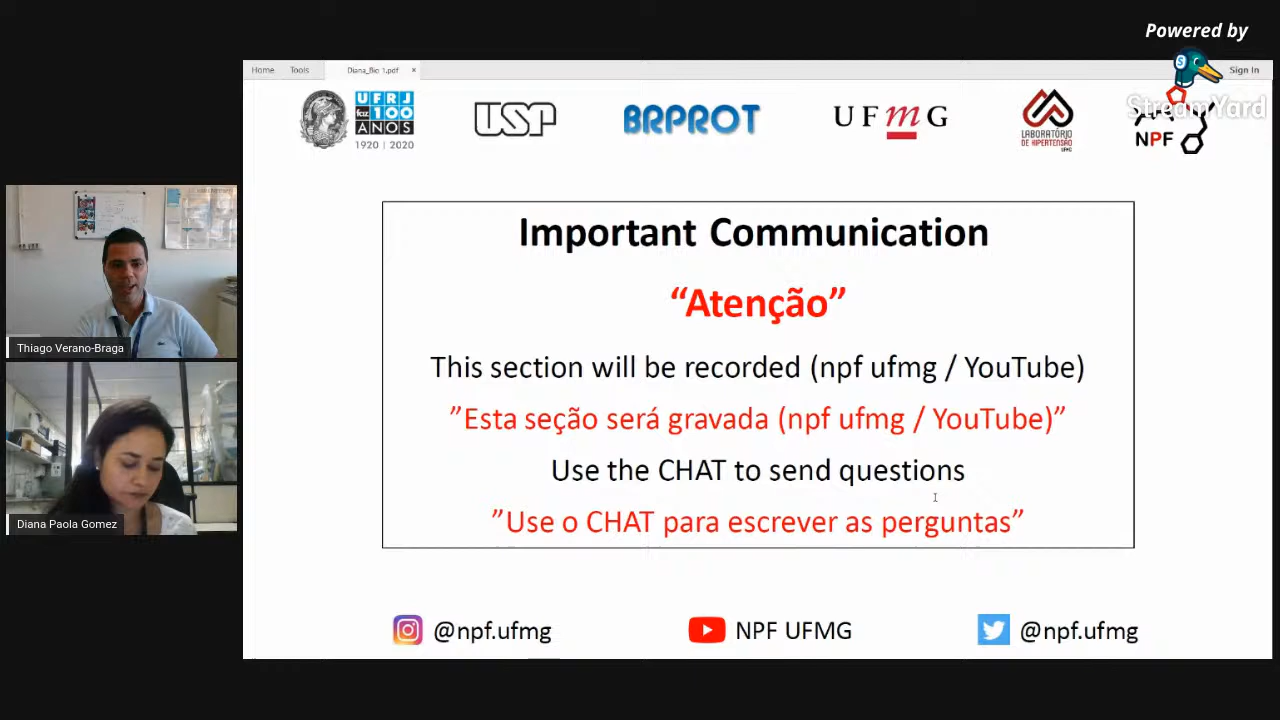 Powered by
StreamYard
Home Tools Diana_Bio 1.pdf × Sign In
UFRJ
faz 100
ANOS
1920 | 2020
USP
BRPROT
UFmG
LABORATÓRIO
DE HIPERTENSÃO
NPF
Important Communication
“Atenção”
This section will be recorded (npf ufmg / YouTube)
”Esta seção será gravada (npf ufmg / YouTube)”
Use the CHAT to send questions
”Use o CHAT para escrever as perguntas”
@npf.ufmg
NPF UFMG
@npf.ufmg
Thiago Verano-Braga
Diana Paola Gomez